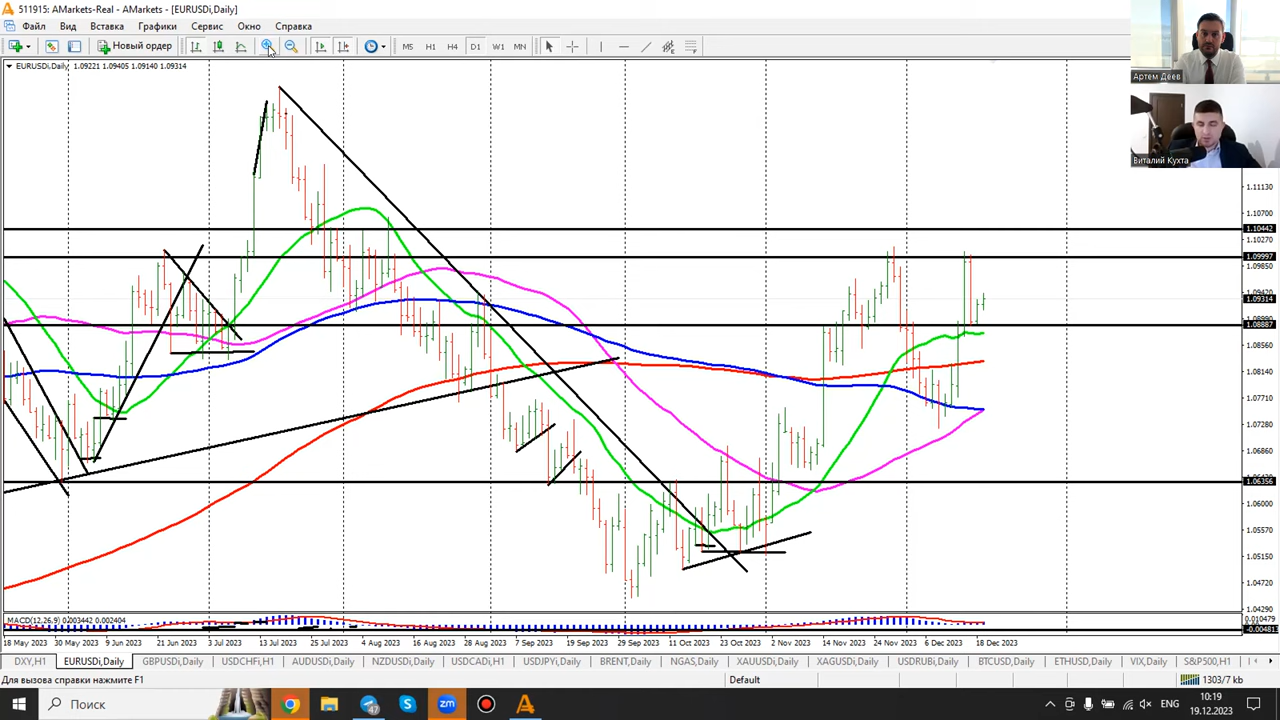 511915: AMarkets-Real - AMarkets - [EURUSDi,Daily]
Файл Вид Вставка Графики Сервис Окно Справка
Новый ордер M5 H1 H4 D1 W1 MN
EURUSDi,Daily 1.09221 1.09405 1.09140 1.09314
Артем Деев
Виталий Кухта
1.11130
1.10700
1.10442
1.10270
1.09997
1.09850
1.09314
1.08887
1.08560
1.08140
1.07710
1.07280
1.06860
1.06356
1.06000
1.05570
1.05150
1.04720
1.04290
MACD(12,26,9) 0.003442 0.002404
0.010479
-0.004813
18 May 2023 30 May 2023 9 Jun 2023 21 Jun 2023 3 Jul 2023 13 Jul 2023 25 Jul 2023 4 Aug 2023 16 Aug 2023 28 Aug 2023 7 Sep 2023 19 Sep 2023 29 Sep 2023 11 Oct 2023 23 Oct 2023 2 Nov 2023 14 Nov 2023 24 Nov 2023 6 Dec 2023 18 Dec 2023
DXY,H1 EURUSDi,Daily GBPUSDi,Daily USDCHFi,H1 AUDUSDi,Daily NZDUSDi,Daily USDCADi,H1 USDJPYi,Daily BRENT,Daily NGAS,Daily XAUUSDi,Daily XAGUSDi,Daily USDRUBi,Daily BTCUSD,Daily ETHUSD,Daily VIX,Daily S&P500,H1
Для вызова справки нажмите F1 Default 1303/7 kb
Поиск 47 zm ENG 10:19
19.12.2023